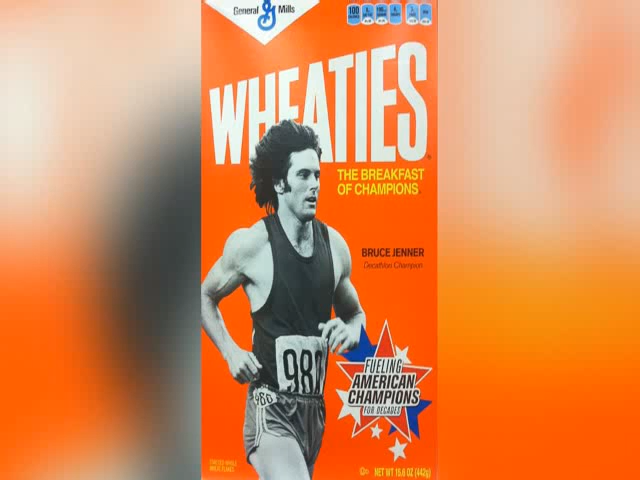 General Mills
100
WHEATIES
THE BREAKFAST
OF CHAMPIONS
BRUCE JENNER
Decathlon Champion
980
980
FUELING
AMERICAN
CHAMPIONS
FOR DECADES
NET WT 15.6 OZ (442g)